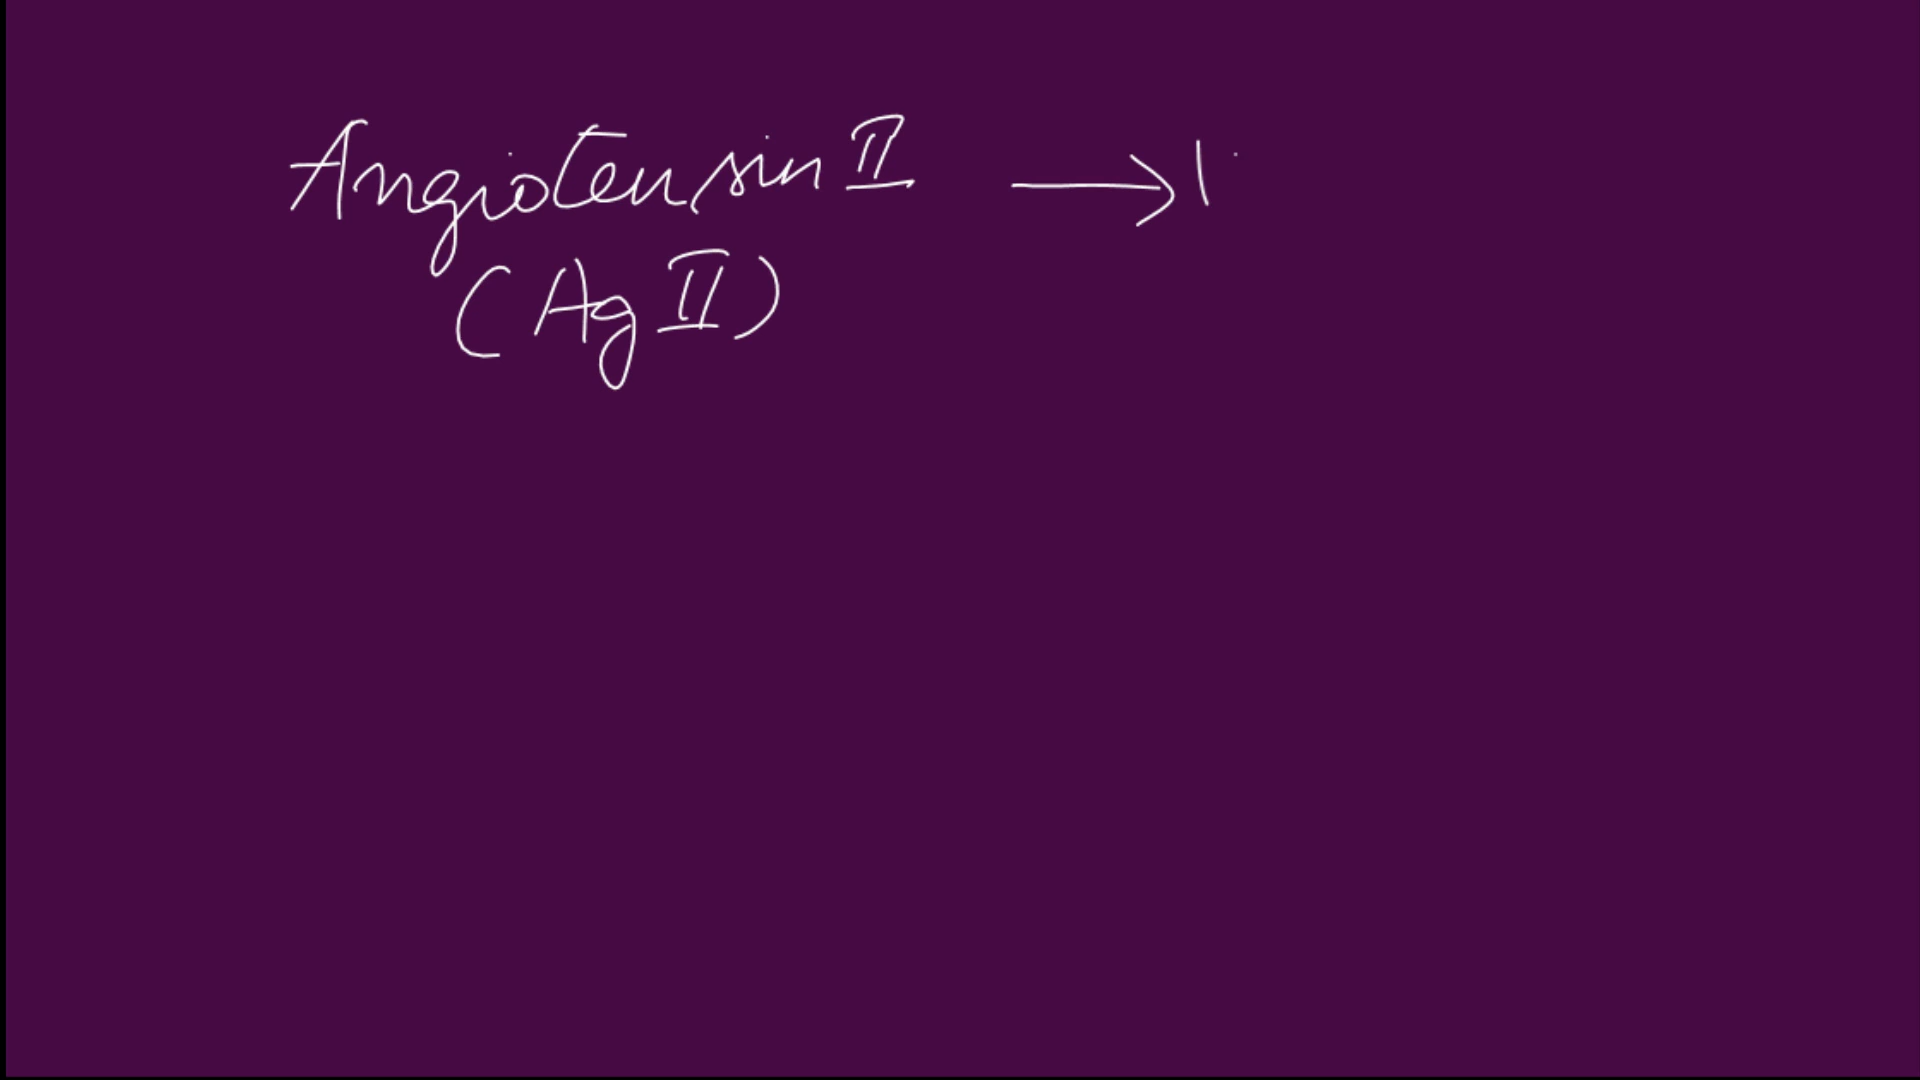 Angiotensin II →
(Ag II)